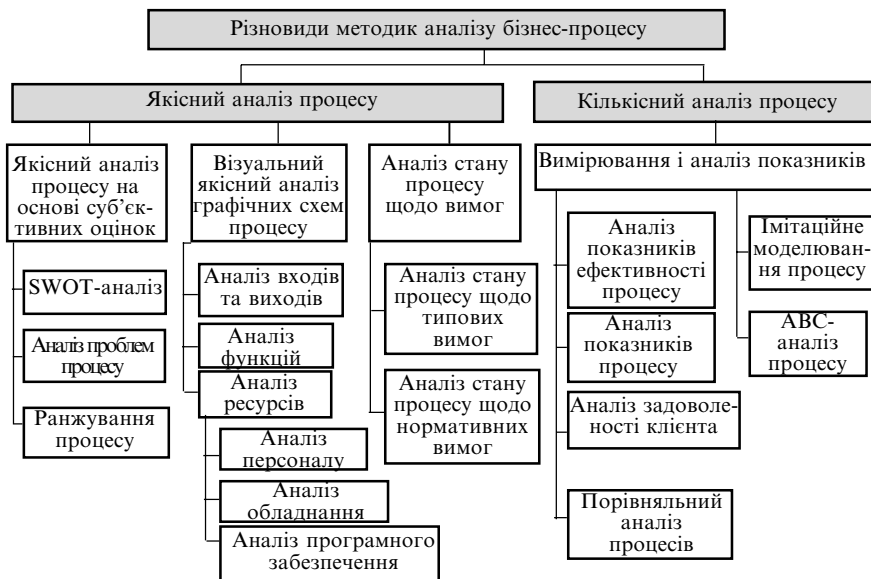 Різновиди методик аналізу бізнес-процесу
Якісний аналіз процесу
Кількісний аналіз процесу
Якісний аналіз
процесу на
основі суб’єк-
тивних оцінок
SWOT-аналіз
Аналіз проблем
процесу
Ранжування
процесу
Візуальний
якісний аналіз
графічних схем
процесу
Аналіз входів
та виходів
Аналіз
функцій
Аналіз
ресурсів
Аналіз
персоналу
Аналіз
обладнання
Аналіз програмного
забезпечення
Аналіз стану
процесу
щодо вимог
Аналіз стану
процесу щодо
типових
вимог
Аналіз стану
процесу щодо
нормативних
вимог
Вимірювання і аналіз показників
Аналіз
показників
ефективності
процесу
Аналіз
показників
процесу
Аналіз задоволе-
ності клієнта
Порівняльний
аналіз
процесів
Імітаційне
моделюван-
ня процесу
АВС-
аналіз
процесу